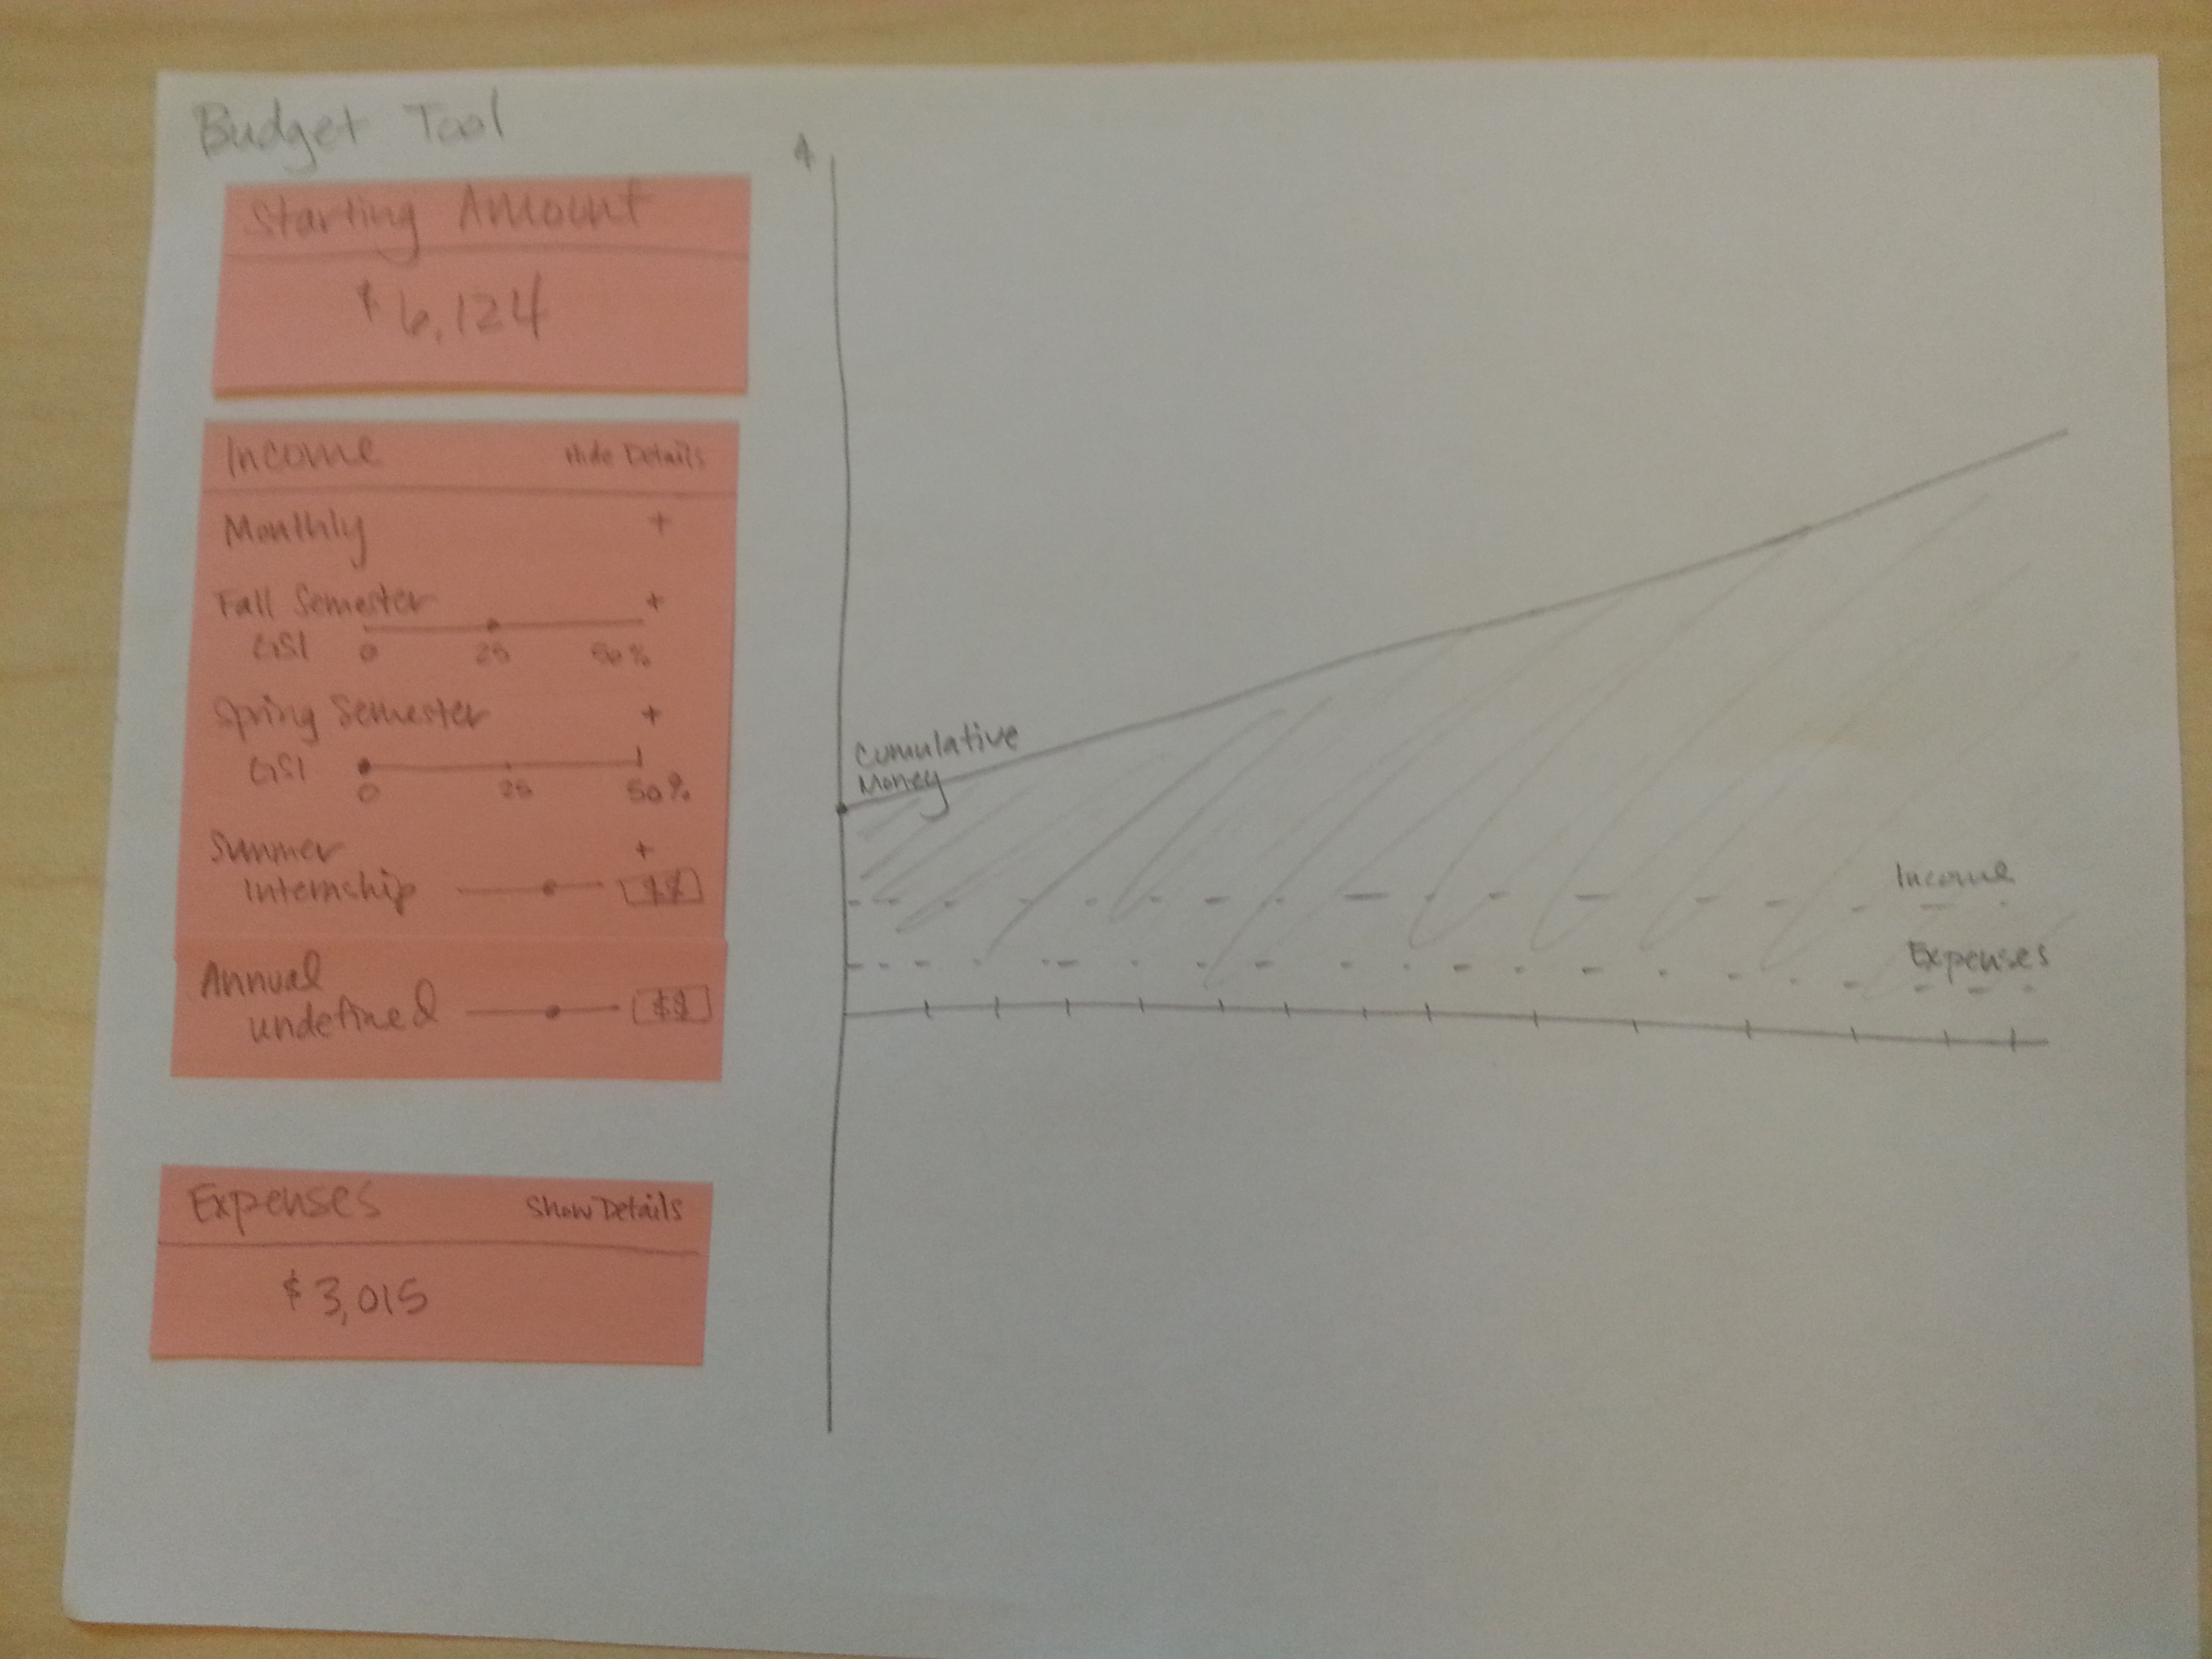 Budget Tool
Starting Amount
$6,124
Income Hide Details
Monthly +
Fall Semester +
GSI 0 25 50%
Spring Semester +
GSI 0 25 50%
Summer +
Internship $$
Annual
undefined $$
Expenses Show Details
$3,015
$
Cumulative
Money
Income
Expenses